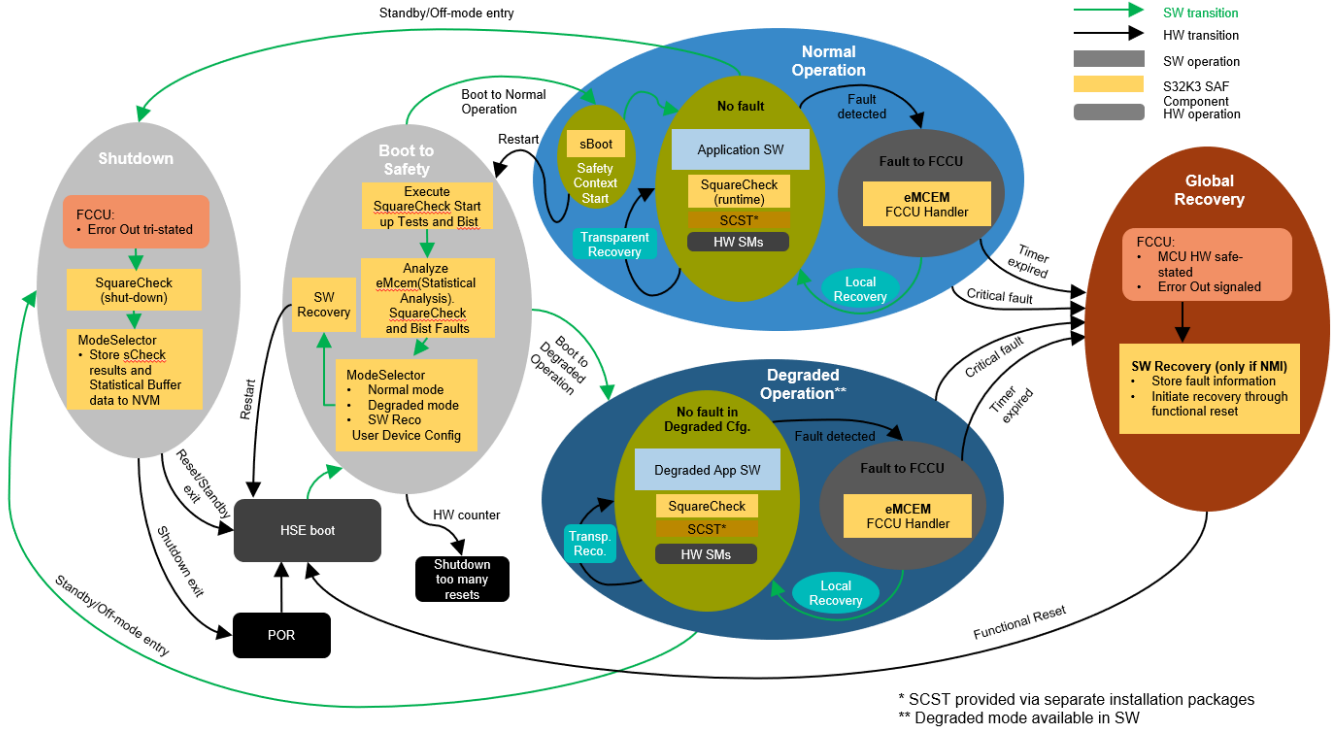 Standby/Off-mode entry
SW transition
HW transition
SW operation
S32K3 SAF
Component
HW operation
Normal
Operation
Boot to Normal
Operation
Restart
sBoot
Safety
Context
Start
No fault
Application SW
SquareCheck
(runtime)
SCST*
HW SMs
Transparent
Recovery
Fault
detected
Fault to FCCU
eMCEM
FCCU Handler
Local
Recovery
Timer
expired
Critical fault
Shutdown
FCCU:
• Error Out tri-stated
SquareCheck
(shut-down)
ModeSelector
• Store sCheck
results and
Statistical Buffer
data to NVM
Boot to
Safety
Execute
SquareCheck Start
up Tests and Bist
Analyze
eMcem(Statistical
Analysis).
SquareCheck
and Bist Faults
SW
Recovery
ModeSelector
• Normal mode
• Degraded mode
• SW Reco
User Device Config
Restart
Boot to
Degraded
Operation
Global
Recovery
FCCU:
• MCU HW safe-
stated
• Error Out signaled
SW Recovery (only if NMI)
• Store fault information
• Initiate recovery through
functional reset
Degraded
Operation**
No fault in
Degraded Cfg.
Degraded App SW
SquareCheck
SCST*
HW SMs
Transp.
Reco.
Fault detected
Fault to FCCU
eMCEM
FCCU Handler
Local
Recovery
Critical fault
Timer
expired
Reset/Standby
exit
Shutdown exit
HSE boot
POR
HW counter
Shutdown
too many
resets
Standby/Off-mode entry
Functional Reset
* SCST provided via separate installation packages
** Degraded mode available in SW